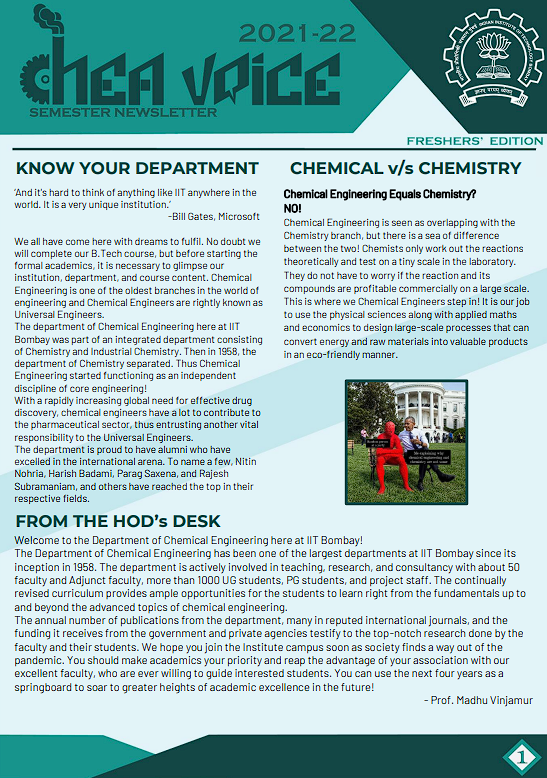 2021-22
CHEA VOICE
SEMESTER NEWSLETTER
FRESHERS' EDITION
KNOW YOUR DEPARTMENT
‘And it's hard to think of anything like IIT anywhere in the
world. It is a very unique institution.’
-Bill Gates, Microsoft
We all have come here with dreams to fulfil. No doubt we
will complete our B.Tech course, but before starting the
formal academics, it is necessary to glimpse our
institution, department, and course content. Chemical
Engineering is one of the oldest branches in the world of
engineering and Chemical Engineers are rightly known as
Universal Engineers.
The department of Chemical Engineering here at IIT
Bombay was part of an integrated department consisting
of Chemistry and Industrial Chemistry. Then in 1958, the
department of Chemistry separated. Thus Chemical
Engineering started functioning as an independent
discipline of core engineering!
With a rapidly increasing global need for effective drug
discovery, chemical engineers have a lot to contribute to
the pharmaceutical sector, thus entrusting another vital
responsibility to the Universal Engineers.
The department is proud to have alumni who have
excelled in the international arena. To name a few, Nitin
Nohria, Harish Badami, Parag Saxena, and Rajesh
Subramaniam, and others have reached the top in their
respective fields.
CHEMICAL v/s CHEMISTRY
Chemical Engineering Equals Chemistry?
NO!
Chemical Engineering is seen as overlapping with the
Chemistry branch, but there is a sea of difference
between the two! Chemists only work out the reactions
theoretically and test on a tiny scale in the laboratory.
They do not have to worry if the reaction and its
compounds are profitable commercially on a large scale.
This is where we Chemical Engineers step in! It is our job
to use the physical sciences along with applied maths
and economics to design large-scale processes that can
convert energy and raw materials into valuable products
in an eco-friendly manner.
Me explaining why
chemical engineering and
chemistry are not same
FROM THE HOD's DESK
Welcome to the Department of Chemical Engineering here at IIT Bombay!
The Department of Chemical Engineering has been one of the largest departments at IIT Bombay since its
inception in 1958. The department is actively involved in teaching, research, and consultancy with about 50
faculty and Adjunct faculty, more than 1000 UG students, PG students, and project staff. The continually
revised curriculum provides ample opportunities for the students to learn right from the fundamentals up to
and beyond the advanced topics of chemical engineering.
The annual number of publications from the department, many in reputed international journals, and the
funding it receives from the government and private agencies testify to the top-notch research done by the
faculty and their students. We hope you join the Institute campus soon as society finds a way out of the
pandemic. You should make academics your priority and reap the advantage of your association with our
excellent faculty, who are ever willing to guide interested students. You can use the next four years as a
springboard to soar to greater heights of academic excellence in the future!
- Prof. Madhu Vinjamur
1